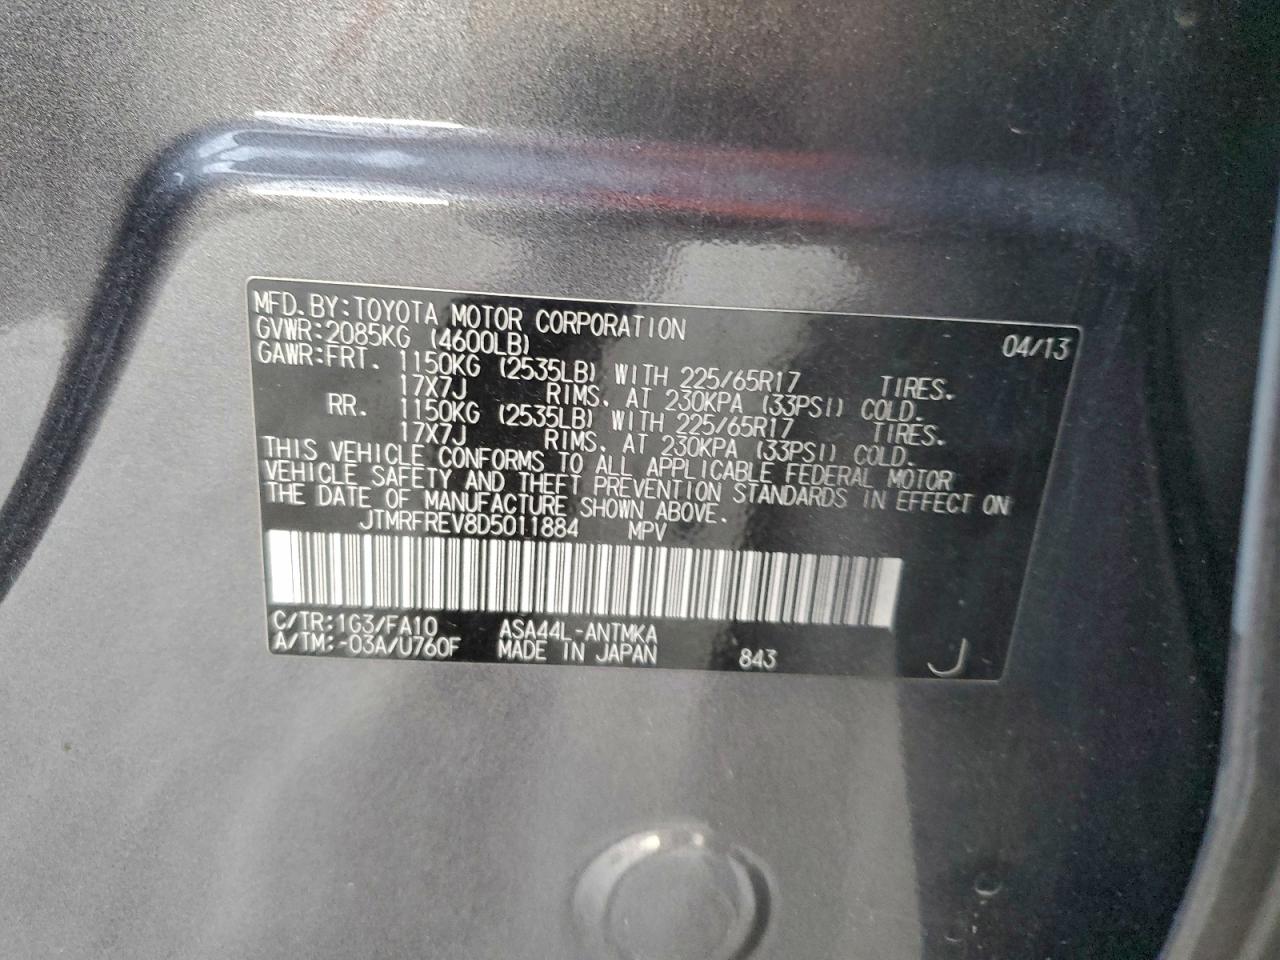 MFD. BY: TOYOTA MOTOR CORPORATION 04/13
GVWR: 2085KG (4600LB)
GAWR: FRT. 1150KG (2535LB) WITH 225/65R17 TIRES.
17X7J RIMS. AT 230KPA (33PSI) COLD.
RR. 1150KG (2535LB) WITH 225/65R17 TIRES.
17X7J RIMS. AT 230KPA (33PSI) COLD.
THIS VEHICLE CONFORMS TO ALL APPLICABLE FEDERAL MOTOR
VEHICLE SAFETY AND THEFT PREVENTION STANDARDS IN EFFECT ON
THE DATE OF MANUFACTURE SHOWN ABOVE.
JTMRFREV8D5011884 MPV
C/TR: 1G3/FA10 ASA44L-ANTMKA
A/TM: -03A/U760F MADE IN JAPAN 843 J